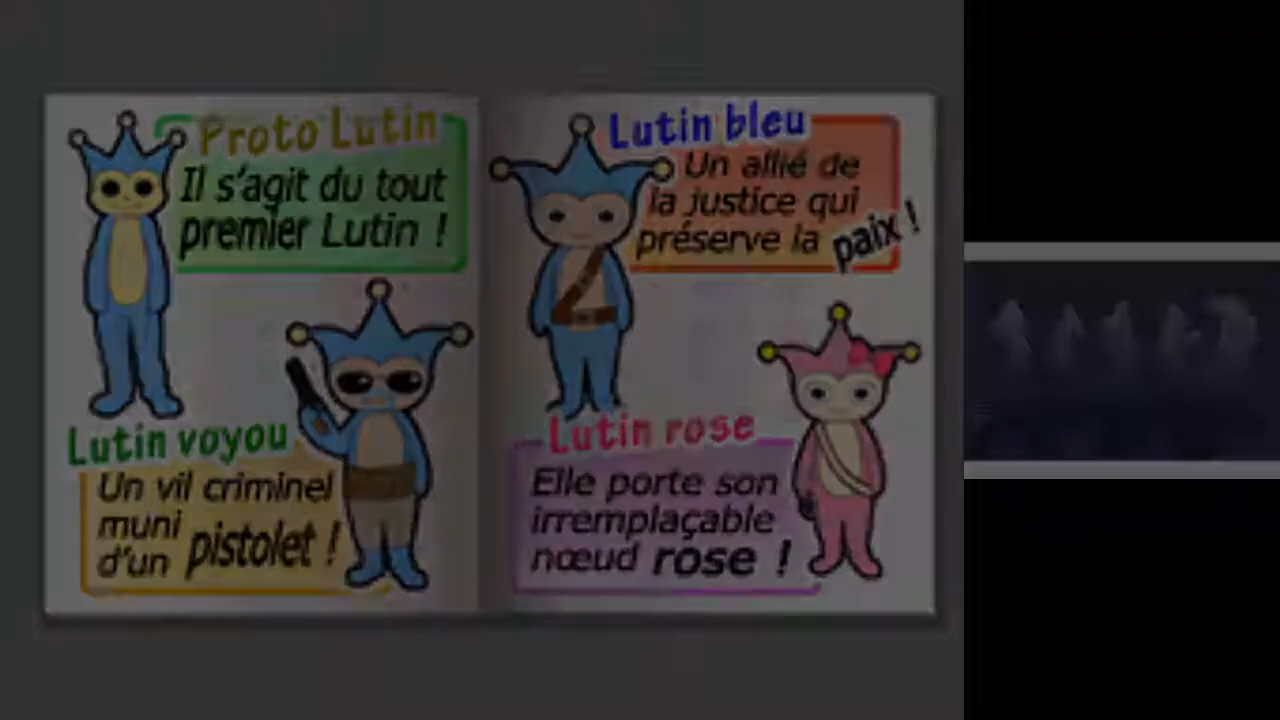 Proto Lutin
Il s'agit du tout
premier Lutin !
Lutin voyou
Un vil criminel
muni
d'un pistolet !
Lutin bleu
Un allié de
la justice qui
préserve la paix !
Lutin rose
Elle porte son
irremplaçable
nœud rose !